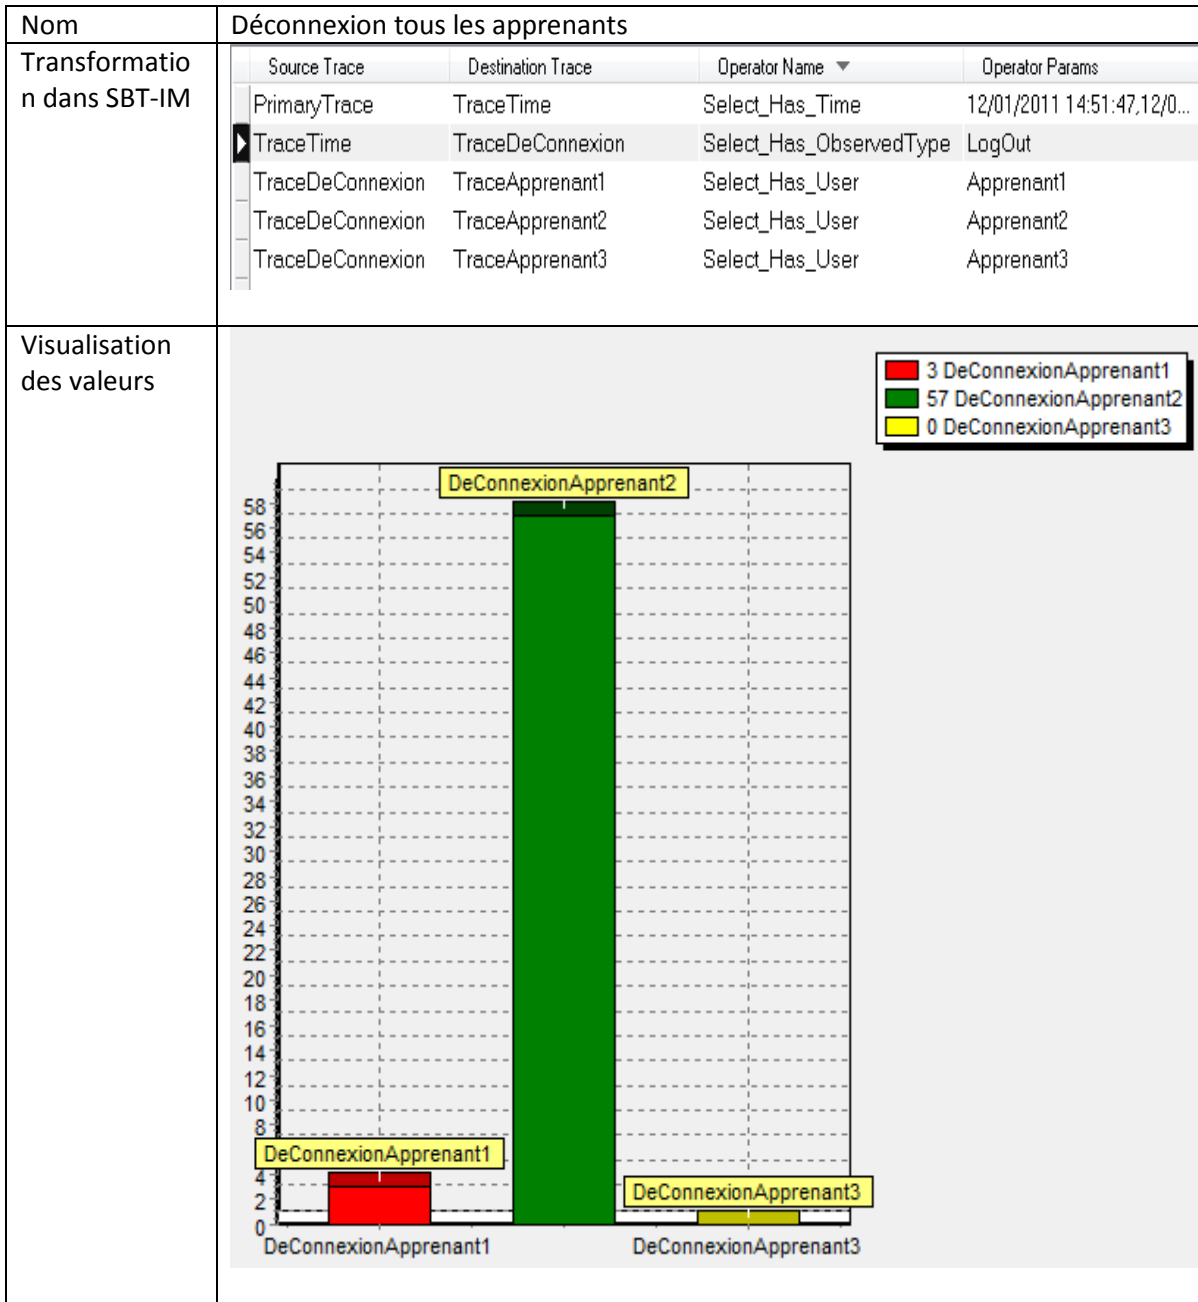 Nom
Déconnexion tous les apprenants
Transformatio
n dans SBT-IM
Source Trace Destination Trace Operator Name Operator Params
PrimaryTrace TraceTime Select_Has_Time 12/01/2011 14:51:47,12/0...
TraceTime TraceDeConnexion Select_Has_ObservedType LogOut
TraceDeConnexion TraceApprenant1 Select_Has_User Apprenant1
TraceDeConnexion TraceApprenant2 Select_Has_User Apprenant2
TraceDeConnexion TraceApprenant3 Select_Has_User Apprenant3
Visualisation
des valeurs
3 DeConnexionApprenant1
57 DeConnexionApprenant2
0 DeConnexionApprenant3
DeConnexionApprenant2
58
56
54
52
50
48
46
44
42
40
38
36
34
32
30
28
26
24
22
20
18
16
14
12
10
8
DeConnexionApprenant1
4
DeConnexionApprenant3
2
0
DeConnexionApprenant1 DeConnexionApprenant3